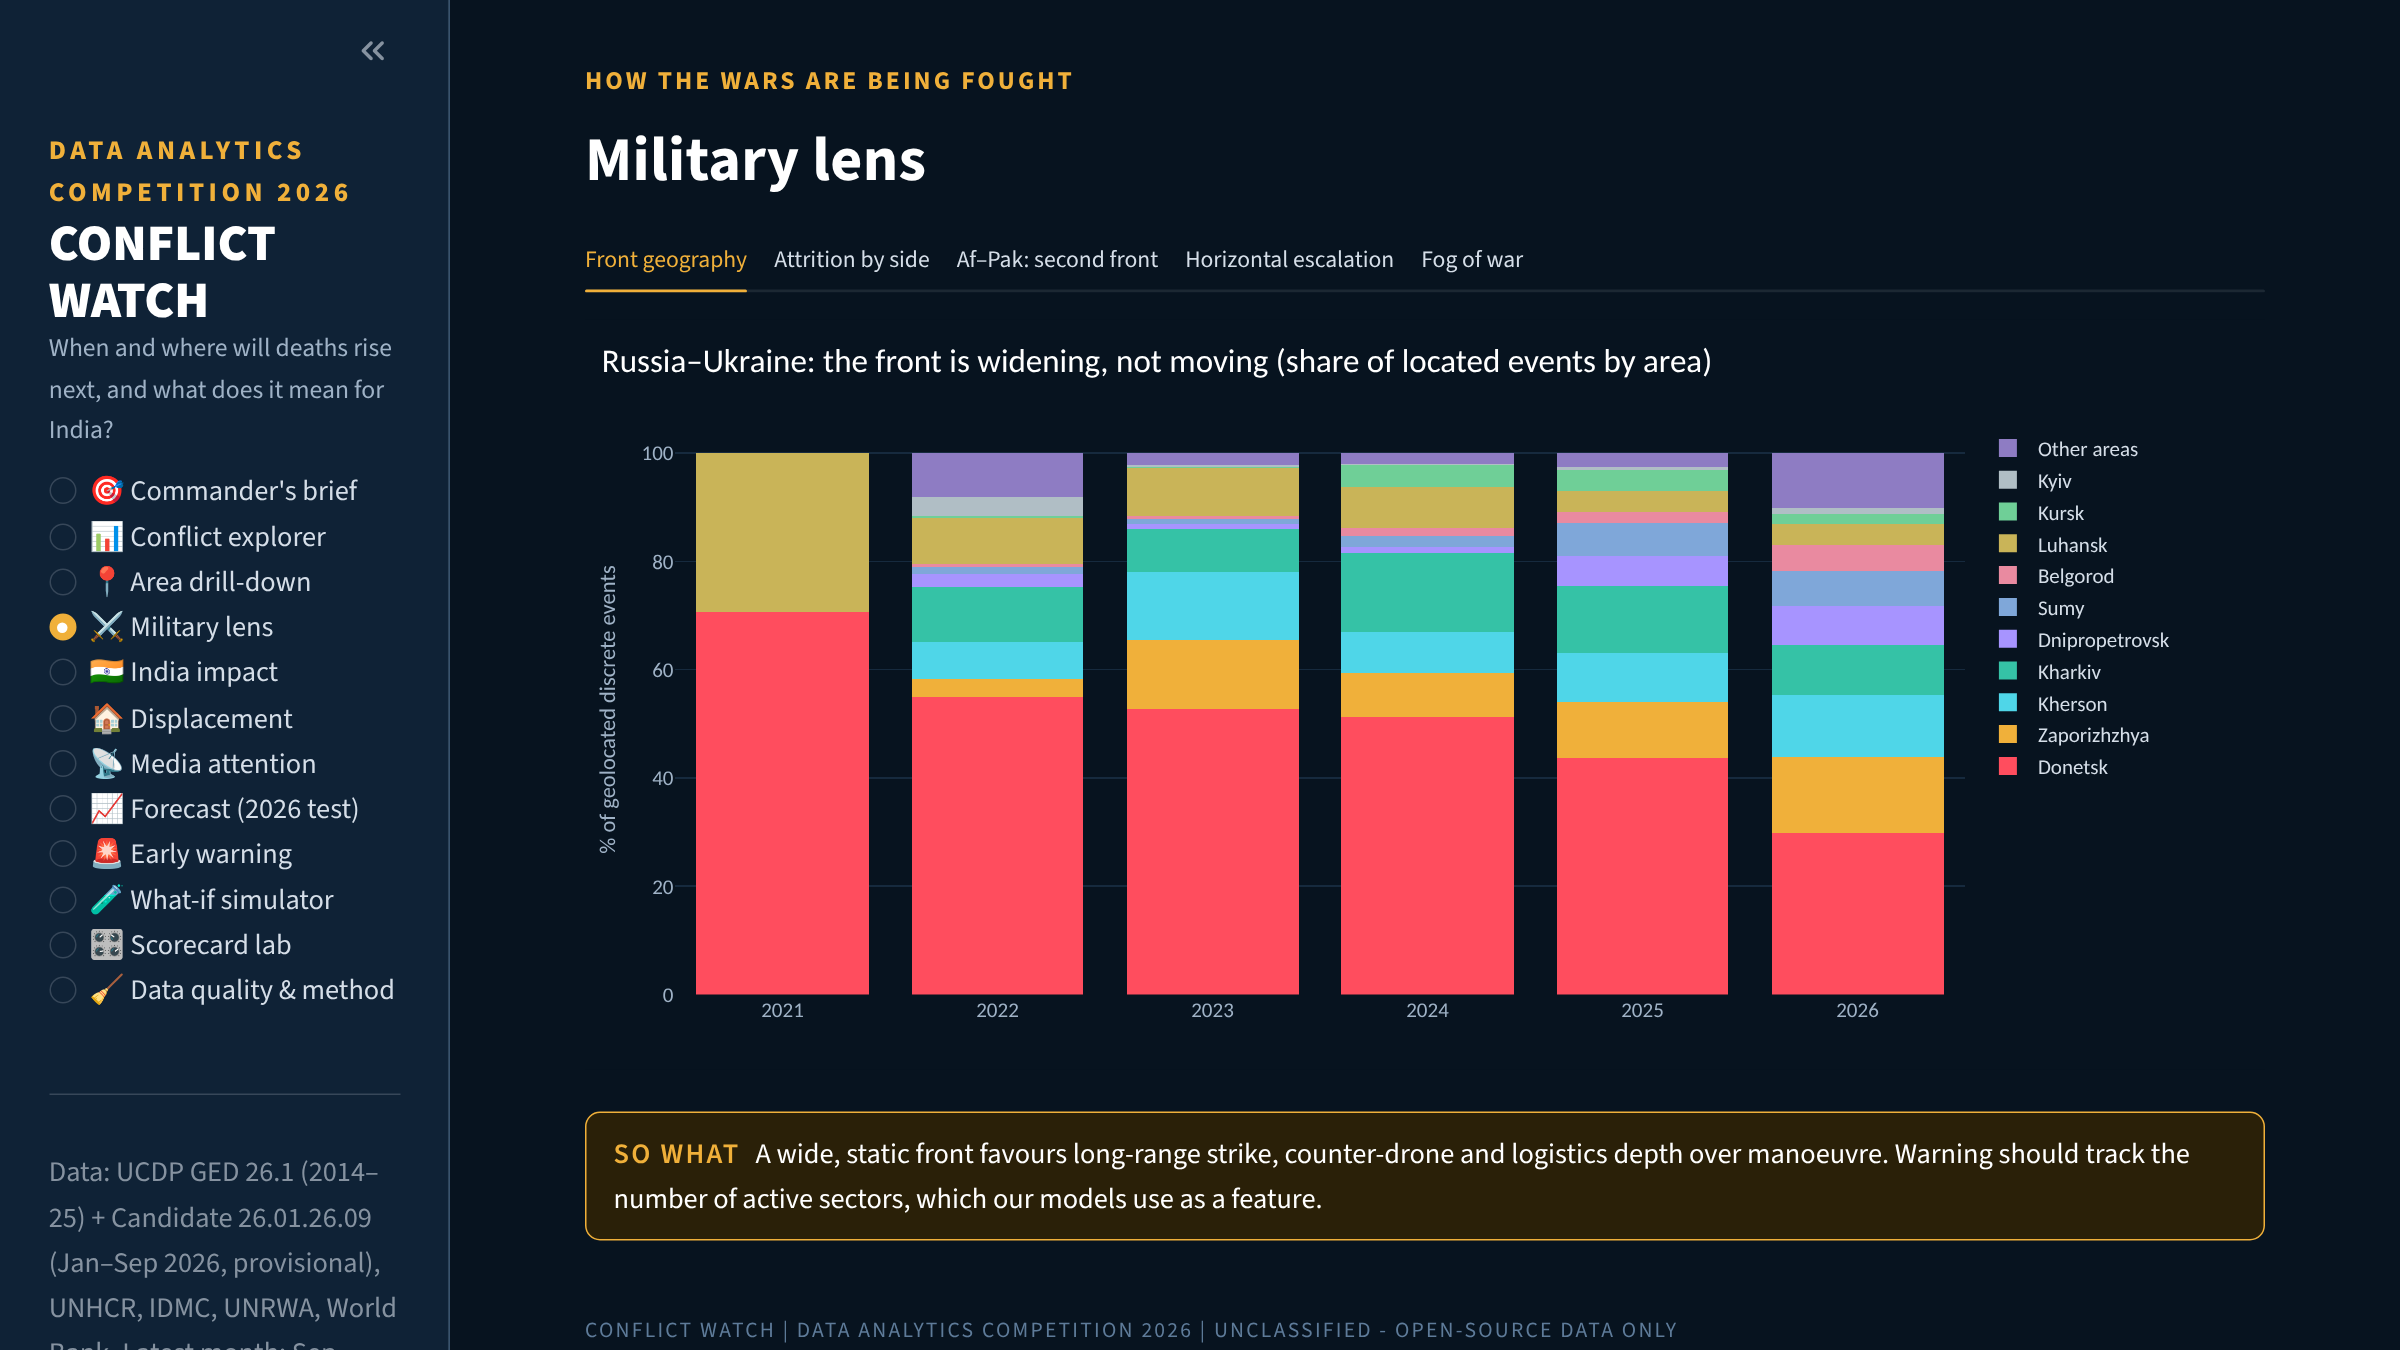 DATA ANALYTICS
COMPETITION 2026
CONFLICT
WATCH
When and where will deaths rise
next, and what does it mean for
India?
Commander's brief
Conflict explorer
Area drill-down
Military lens
India impact
Displacement
Media attention
Forecast (2026 test)
Early warning
What-if simulator
Scorecard lab
Data quality & method
Data: UCDP GED 26.1 (2014–
25) + Candidate 26.01.26.09
(Jan–Sep 2026, provisional),
UNHCR, IDMC, UNRWA, World
Bank. Latest month: Sep
HOW THE WARS ARE BEING FOUGHT
Military lens
Front geography Attrition by side Af–Pak: second front Horizontal escalation Fog of war
Russia–Ukraine: the front is widening, not moving (share of located events by area)
% of geolocated discrete events
100
80
60
40
20
0
2021 2022 2023 2024 2025 2026
Other areas
Kyiv
Kursk
Luhansk
Belgorod
Sumy
Dnipropetrovsk
Kharkiv
Kherson
Zaporizhzhya
Donetsk
SO WHAT A wide, static front favours long-range strike, counter-drone and logistics depth over manoeuvre. Warning should track the
number of active sectors, which our models use as a feature.
CONFLICT WATCH | DATA ANALYTICS COMPETITION 2026 | UNCLASSIFIED - OPEN-SOURCE DATA ONLY